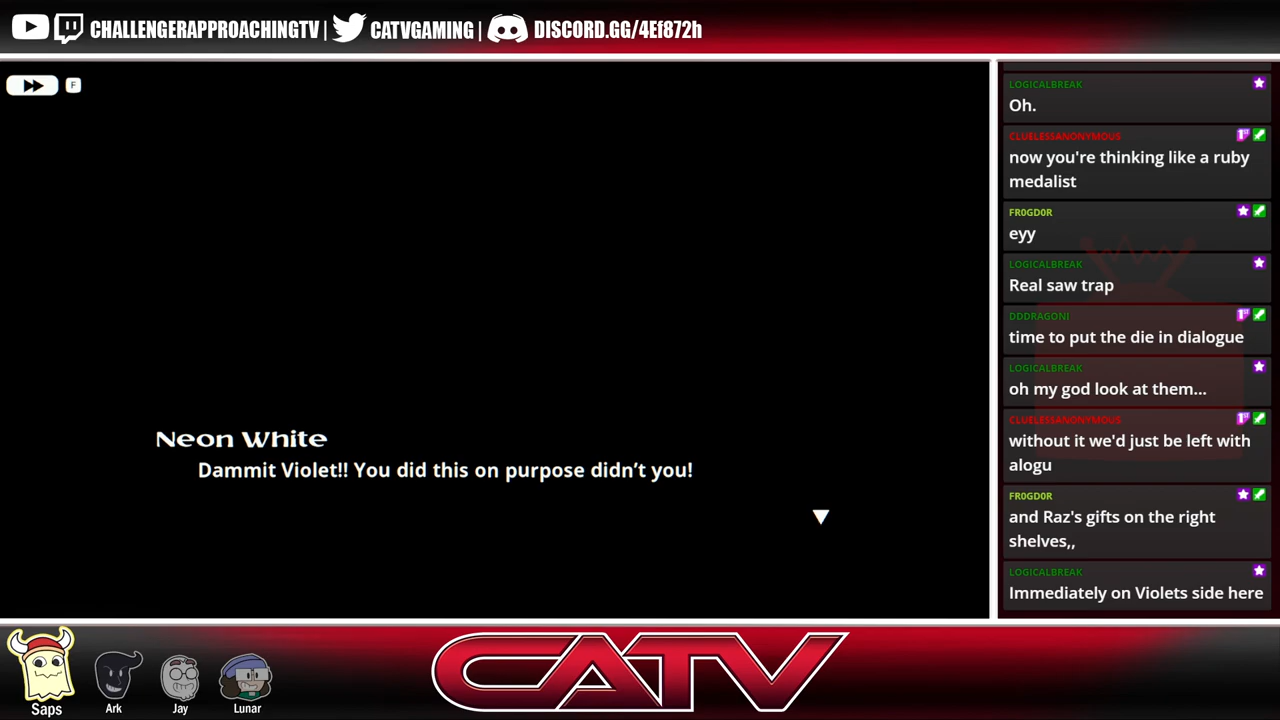 CHALLENGERAPPROACHINGTV | CATVGAMING | DISCORD.GG/4Ef872h
F
LOGICALBREAK
Oh.
CLUELESSANONYMOUS
now you're thinking like a ruby
medalist
FR0GD0R
eyy
LOGICALBREAK
Real saw trap
DDDRAGONI
time to put the die in dialogue
LOGICALBREAK
oh my god look at them...
CLUELESSANONYMOUS
without it we'd just be left with
alogu
FR0GD0R
and Raz's gifts on the right
shelves,,
LOGICALBREAK
Immediately on Violets side here
Neon White
Dammit Violet!! You did this on purpose didn't you!
Saps
Ark
Jay
Lunar
CATV